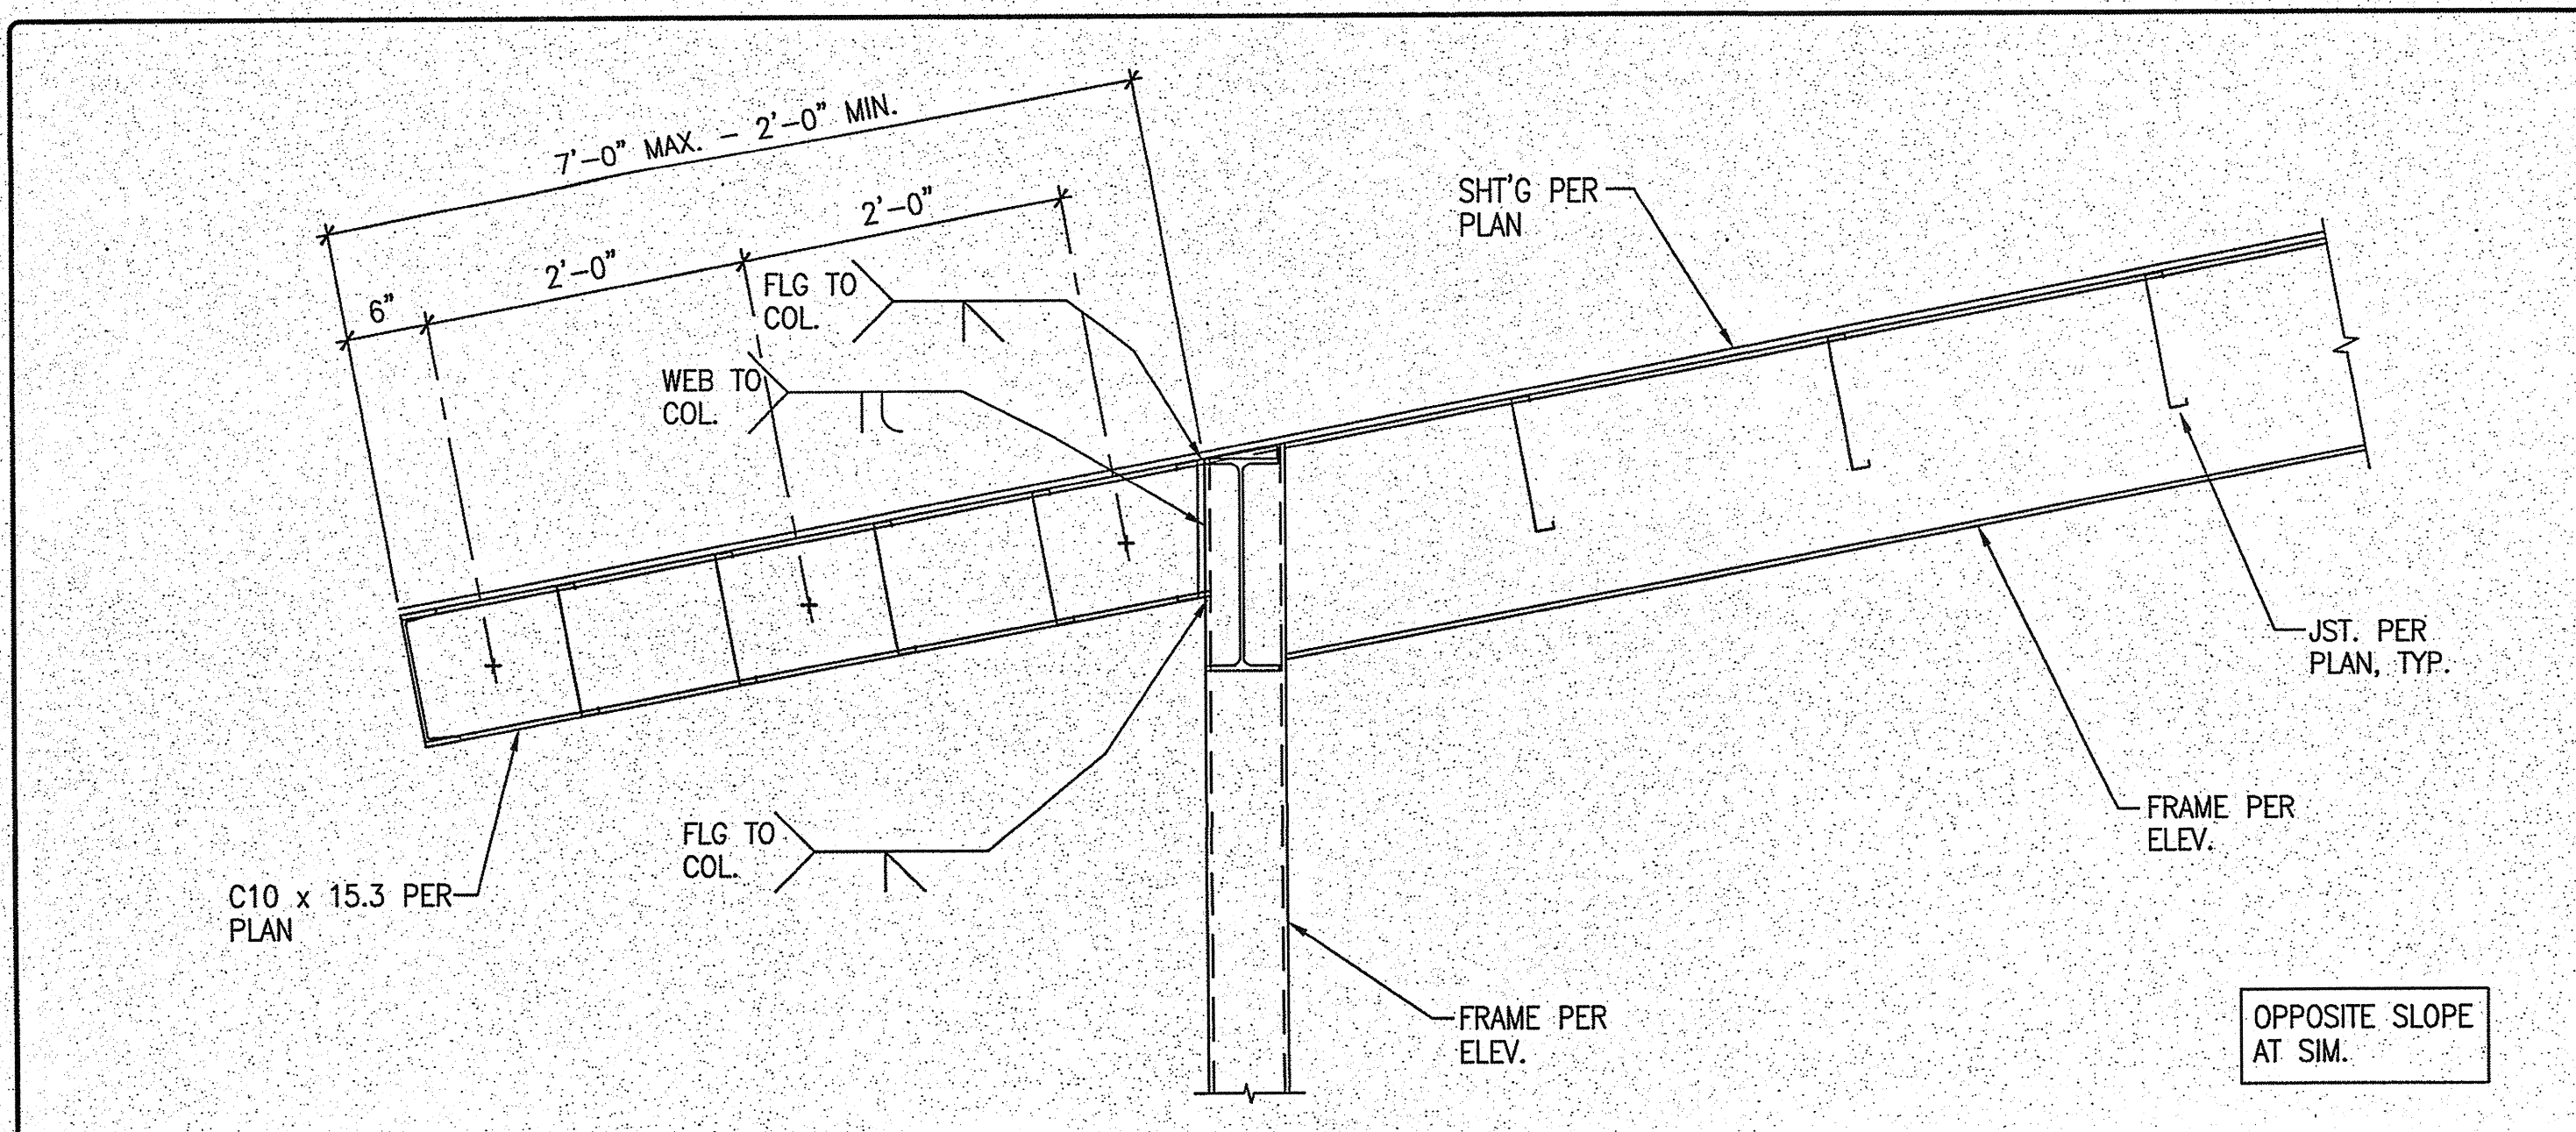 7'-0" MAX. - 2'-0" MIN.
2'-0"
2'-0"
6"
FLG TO
COL.
WEB TO
COL.
SHT'G PER
PLAN
JST. PER
PLAN, TYP.
FRAME PER
ELEV.
FLG TO
COL.
C10 x 15.3 PER
PLAN
FRAME PER
ELEV.
OPPOSITE SLOPE
AT SIM.